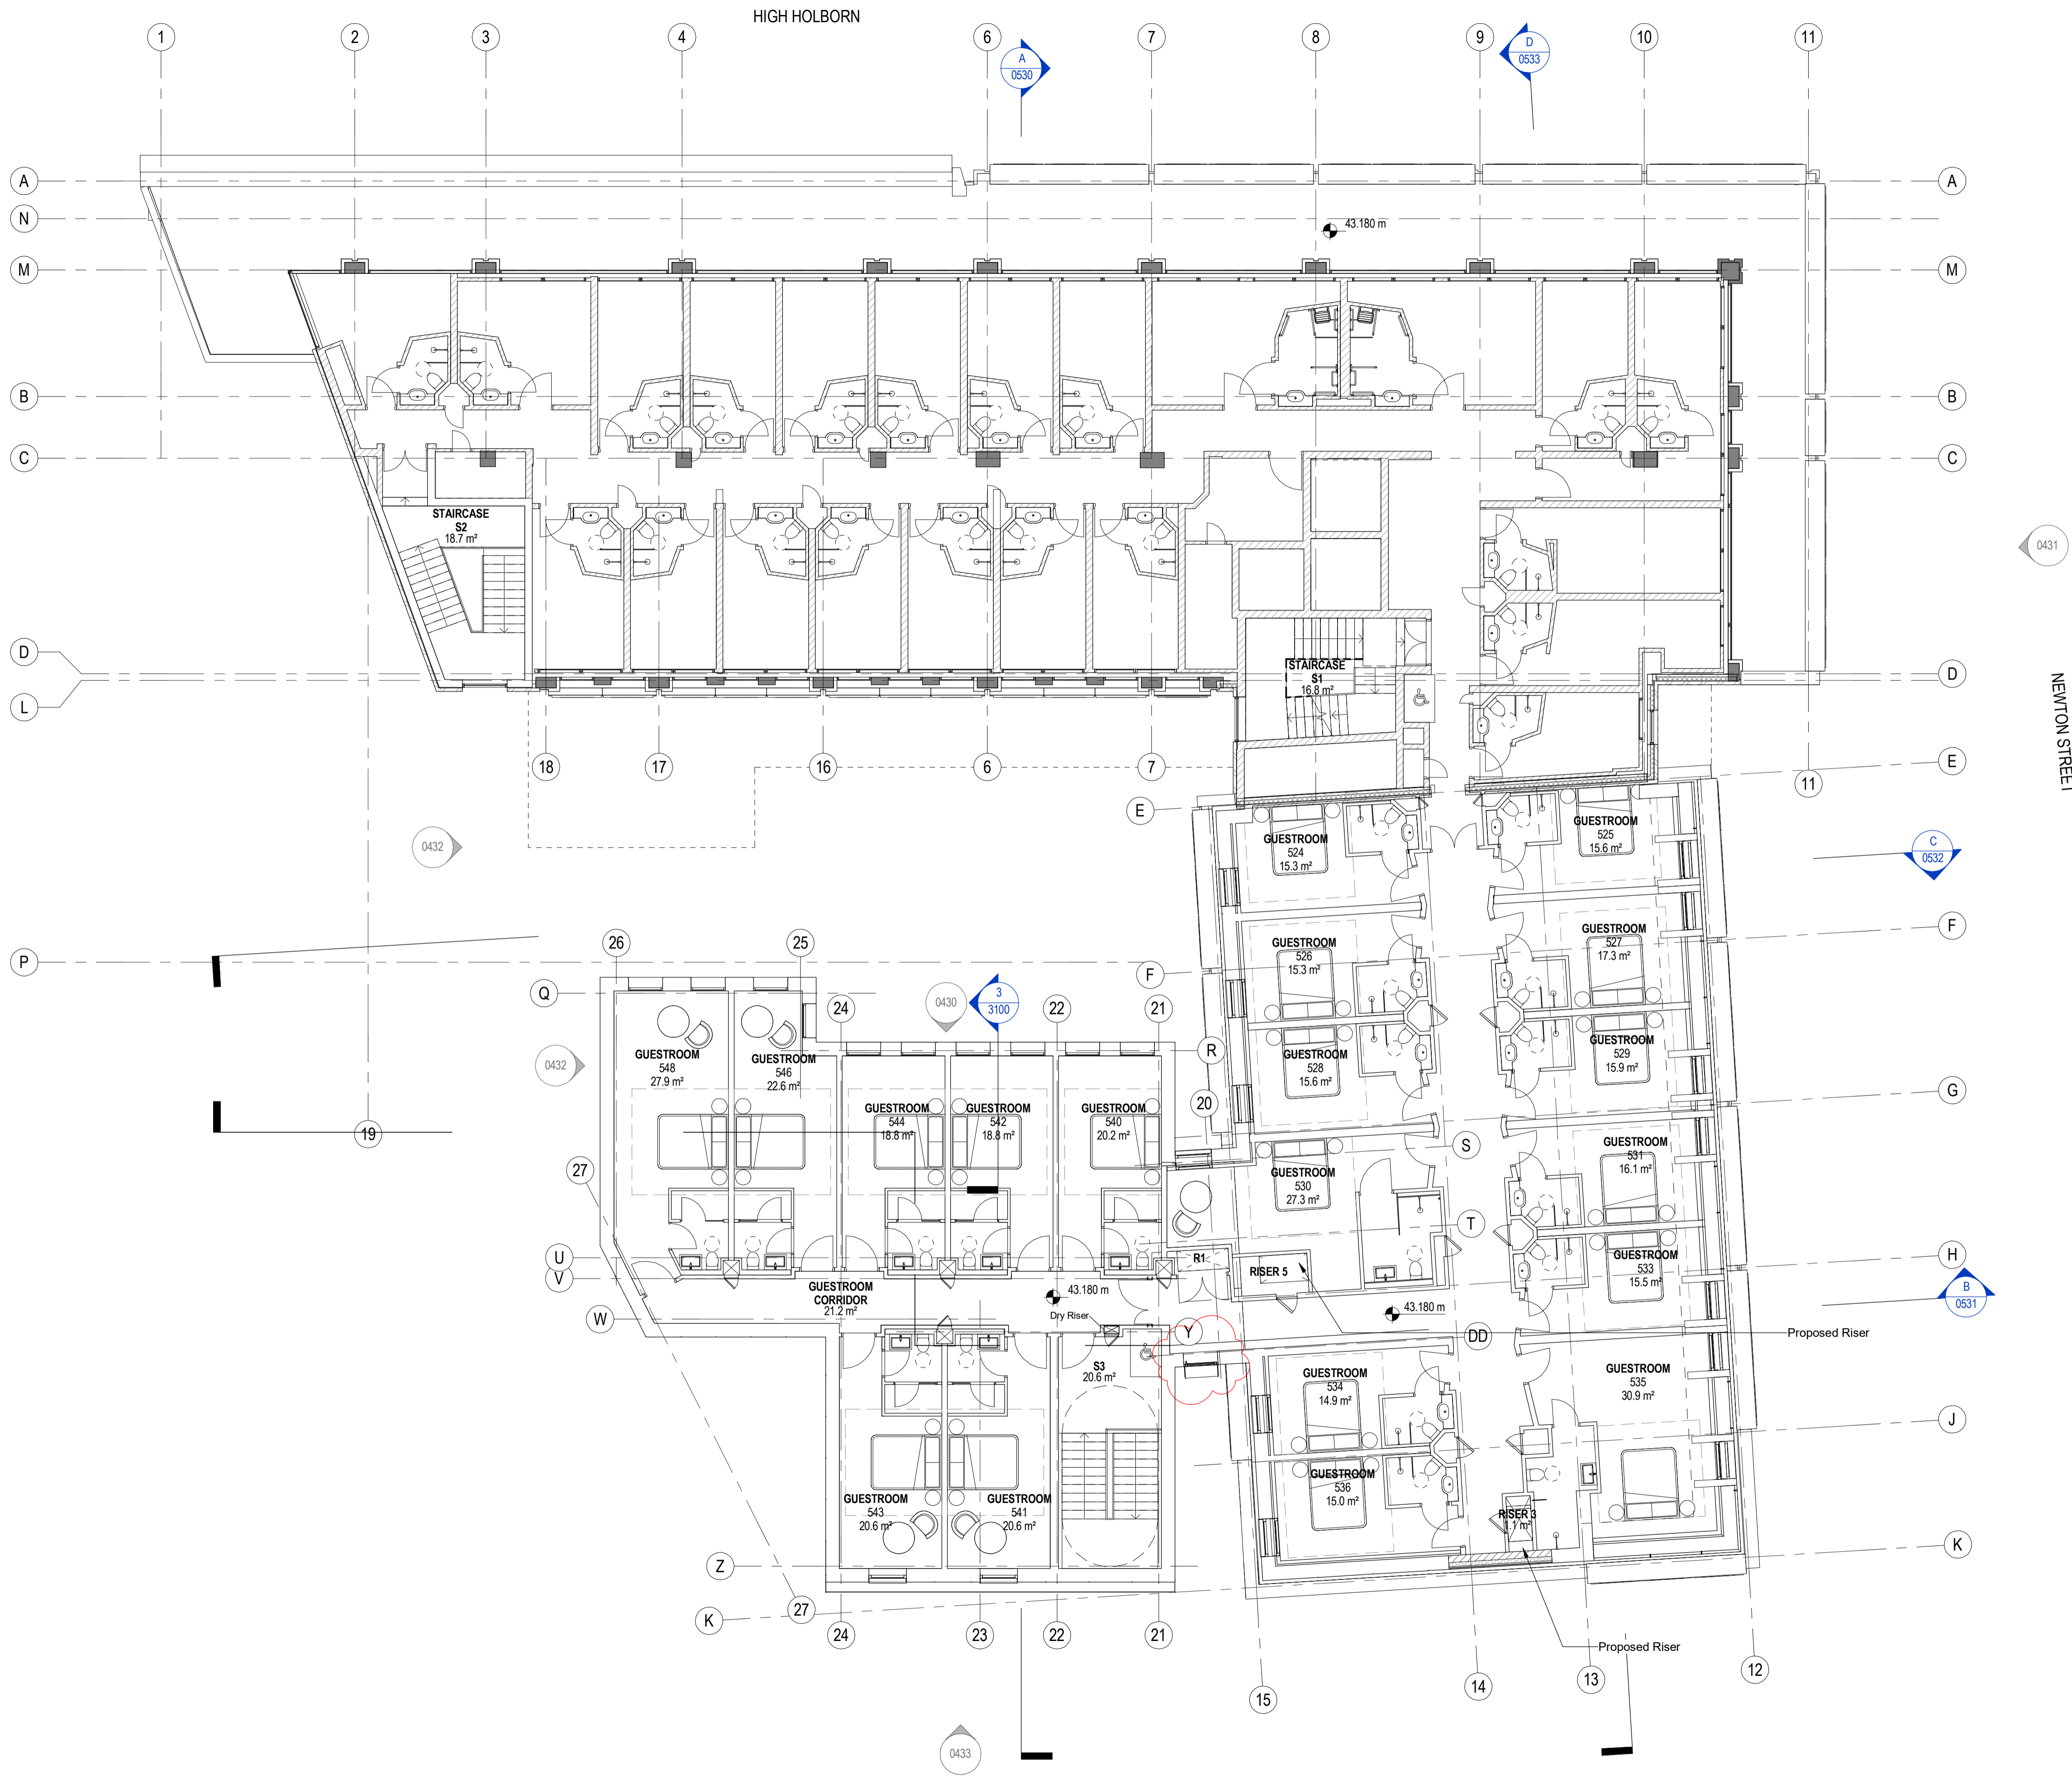 HIGH HOLBORN
1
2
3
4
6
7
8
9
10
11
A
0530
D
0533
A
A
N
43.180 m
M
M
B
B
C
C
STAIRCASE
S2
18.7 m²
0431
D
STAIRCASE
S1
16.8 m²
D
L
NEWTON STREET
18
17
16
6
7
E
11
E
0432
GUESTROOM
524
15.3 m²
GUESTROOM
525
15.6 m²
C
0532
P
26
25
F
GUESTROOM
526
15.3 m²
GUESTROOM
527
17.3 m²
F
Q
24
0430
3
3100
22
21
R
0432
GUESTROOM
548
27.9 m²
GUESTROOM
546
22.6 m²
GUESTROOM
528
15.6 m²
GUESTROOM
529
15.9 m²
G
GUESTROOM
544
18.8 m²
GUESTROOM
542
18.8 m²
GUESTROOM
540
20.2 m²
20
19
S
GUESTROOM
530
27.3 m²
GUESTROOM
531
16.1 m²
27
T
U
V
R1
RISER 5
GUESTROOM
533
15.5 m²
H
GUESTROOM
CORRIDOR
21.2 m²
43.180 m
Dry Riser
43.180 m
B
0531
W
Y
DD
Proposed Riser
S3
20.6 m²
GUESTROOM
534
14.9 m²
GUESTROOM
535
30.9 m²
J
GUESTROOM
543
20.6 m²
GUESTROOM
541
20.6 m²
GUESTROOM
536
15.0 m²
RISER 3
1.1 m²
K
Z
27
K
24
23
22
21
Proposed Riser
15
14
13
12
0433